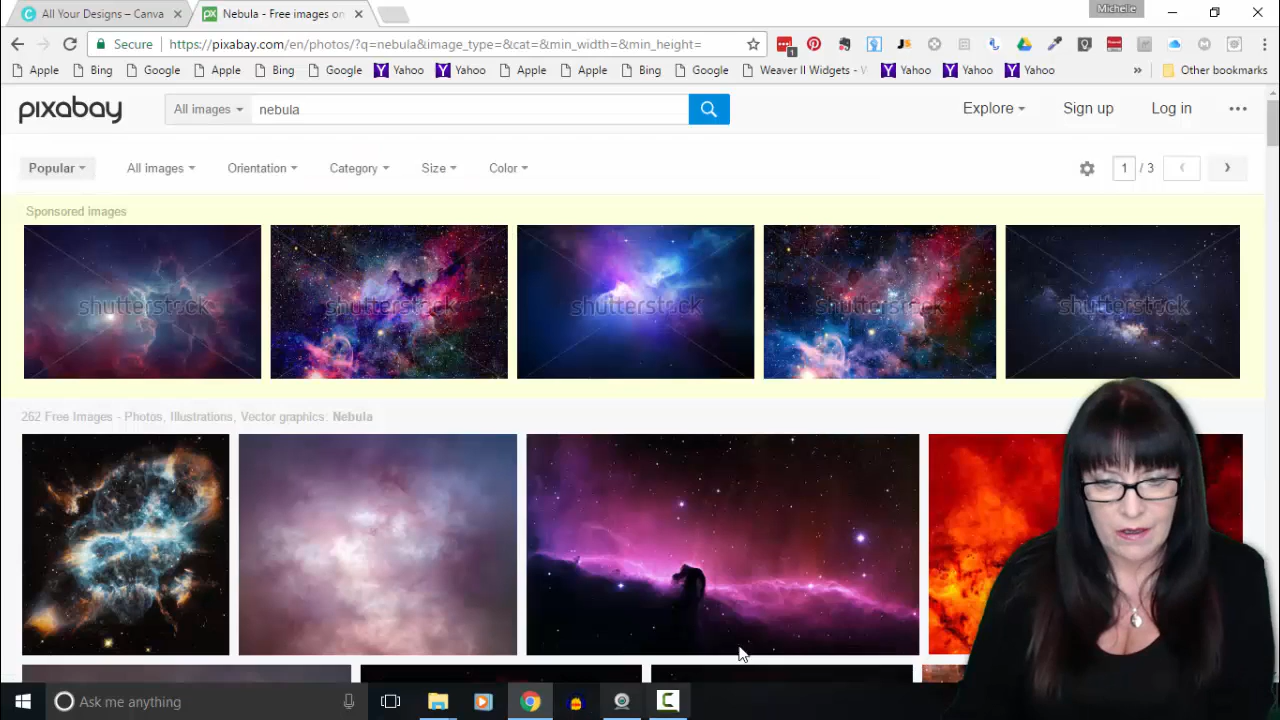 Michelle
All Your Designs – Canva
Nebula - Free images on
Secure
https://pixabay.com/en/photos/?q=nebula&image_type=&cat=&min_width=&min_height=
1
Apple Bing Google Apple Bing Google Yahoo Yahoo Apple Apple Bing Google Weaver II Widgets - Yahoo Yahoo Yahoo » Other bookmarks
pixabay All images nebula Explore Sign up Log in
Popular All images Orientation Category Size Color 1 / 3
Sponsored images
shutterstock shutterstock shutterstock shutterstock shutterstock
262 Free Images - Photos, Illustrations, Vector graphics: Nebula
Ask me anything